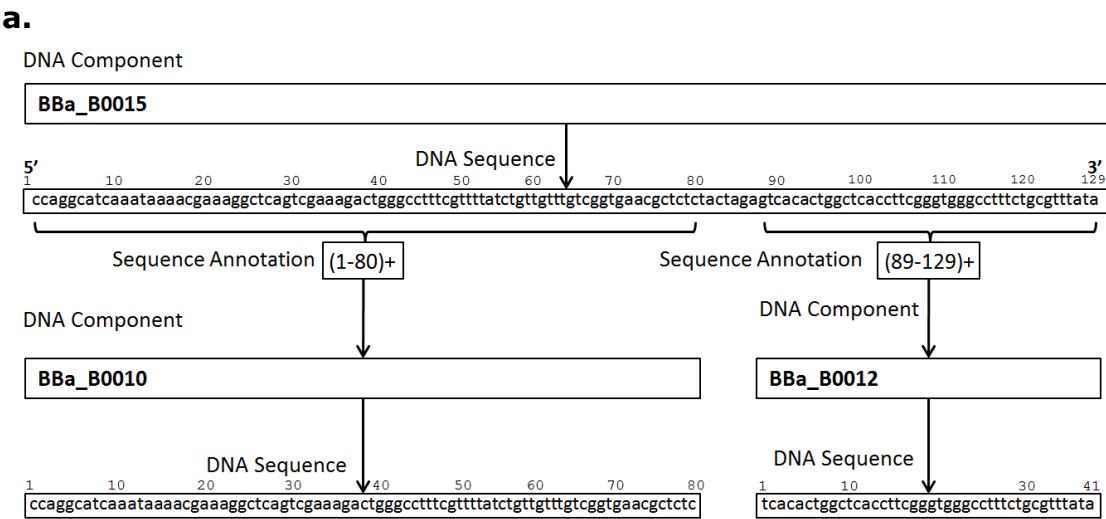 a.
DNA Component
BBa_B0015
DNA Sequence
5’ 3’
1 10 20 30 40 50 60 70 80 90 100 110 120 129
ccaggcatcaaataaaacgaaaggctcagtcgaaagactgggcctttcgttttatctgttgtttgtcggtgaacgctctctactagagtcacactggctcaccttcgggtgggcctttctgcgtttata
Sequence Annotation (1-80)+ Sequence Annotation (89-129)+
DNA Component DNA Component
BBa_B0010 BBa_B0012
DNA Sequence DNA Sequence
1 10 20 30 40 50 60 70 80 1 10 30 41
ccaggcatcaaataaaacgaaaggctcagtcgaaagactgggcctttcgttttatctgttgtttgtcggtgaacgctctc tcacactggctcaccttcgggtgggcctttctgcgtttata